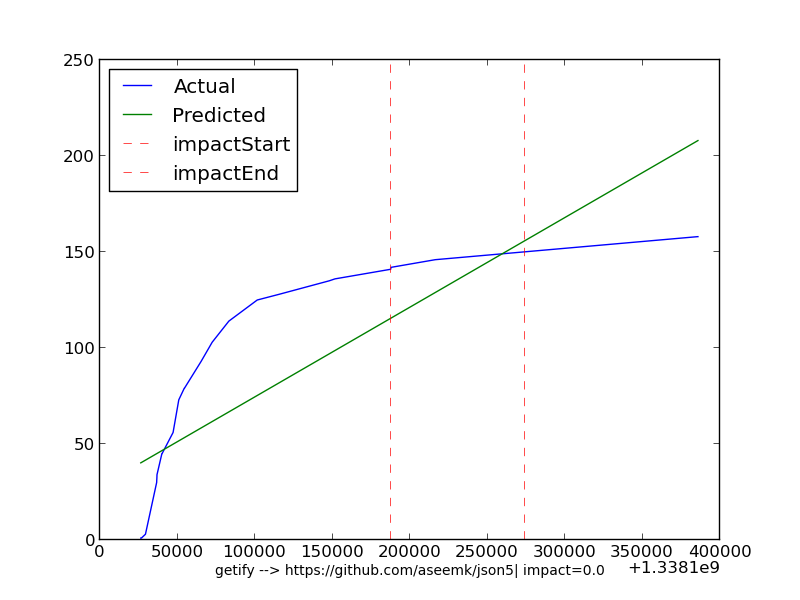 250
200
150
100
50
0
Actual
Predicted
impactStart
impactEnd
0 50000 100000 150000 200000 250000 300000 350000 400000
+1.3381e9
getify --> https://github.com/aseemk/json5| impact=0.0